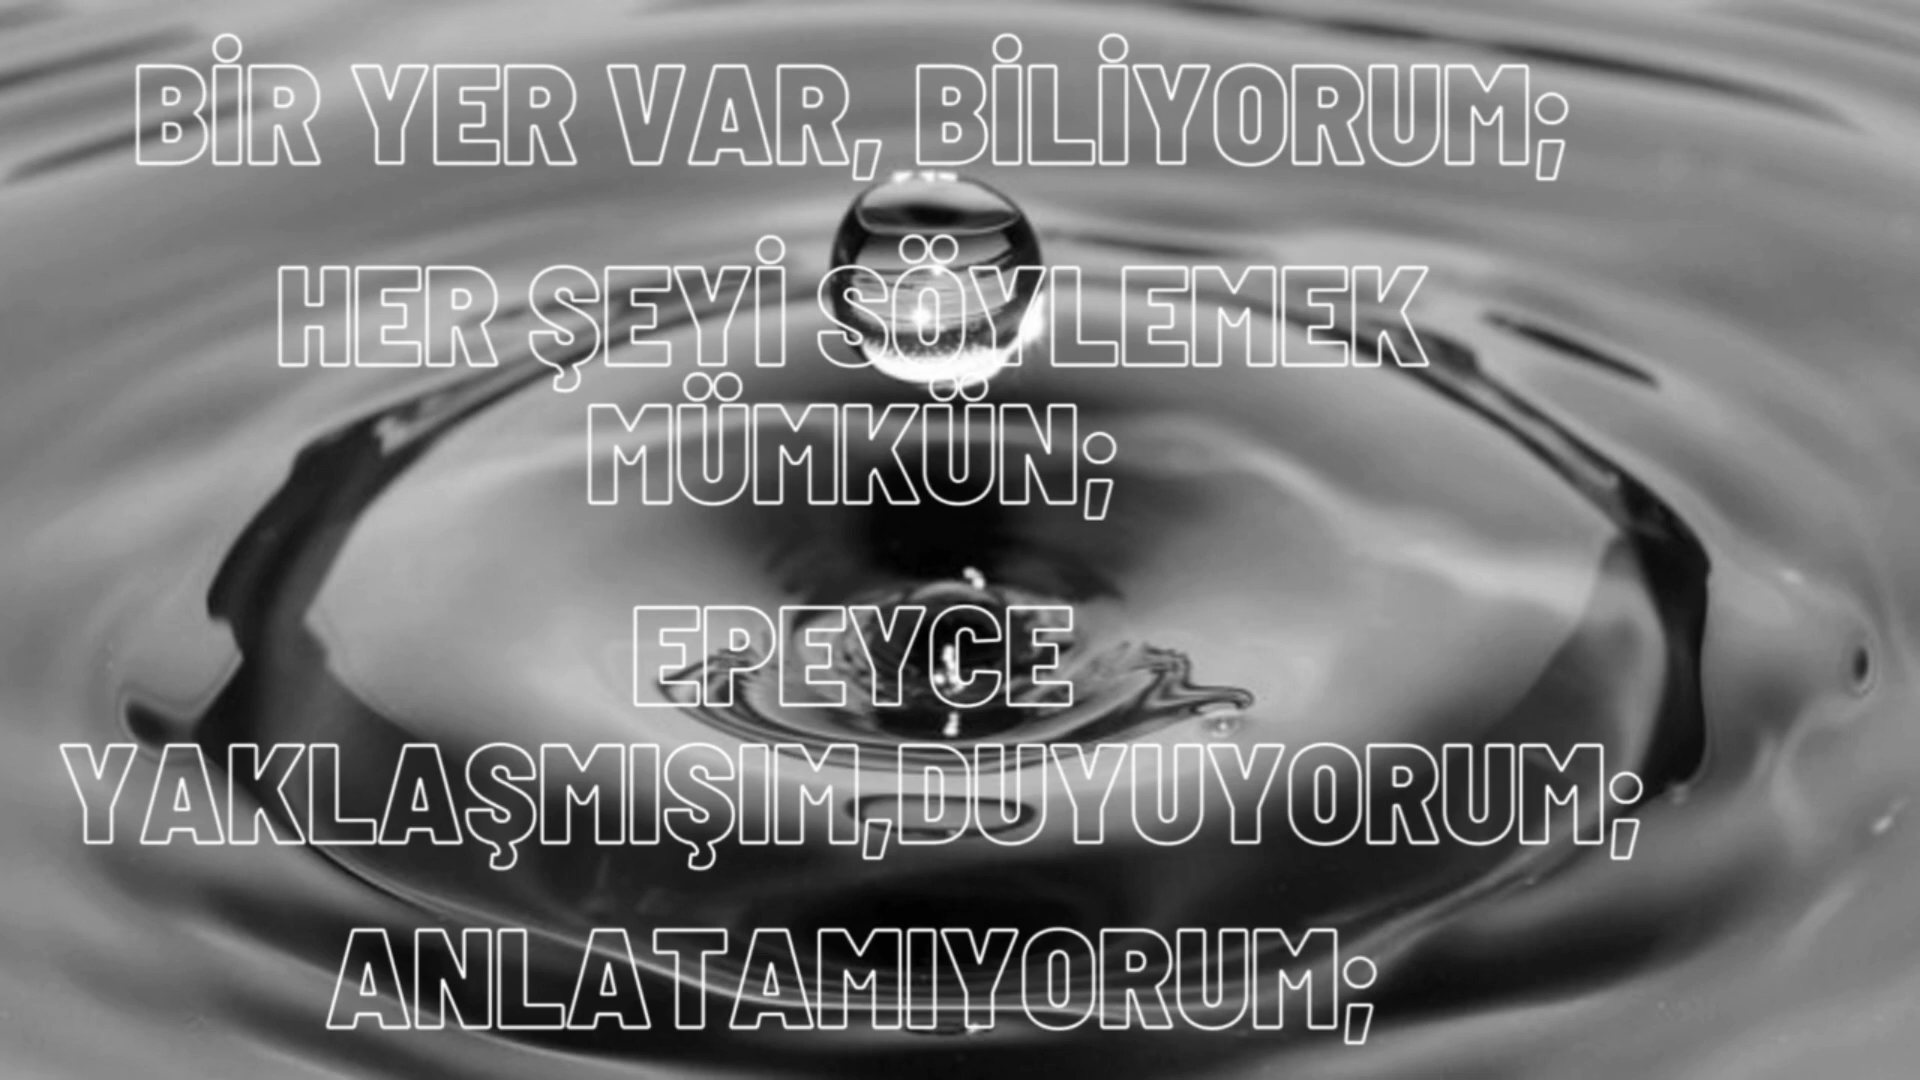 BİR YER VAR, BİLİYORUM;
HER ŞEYİ SÖYLEMEK
MÜMKÜN;
EPEYCE
YAKLAŞMIŞIM,DUYUYORUM;
ANLATAMIYORUM;